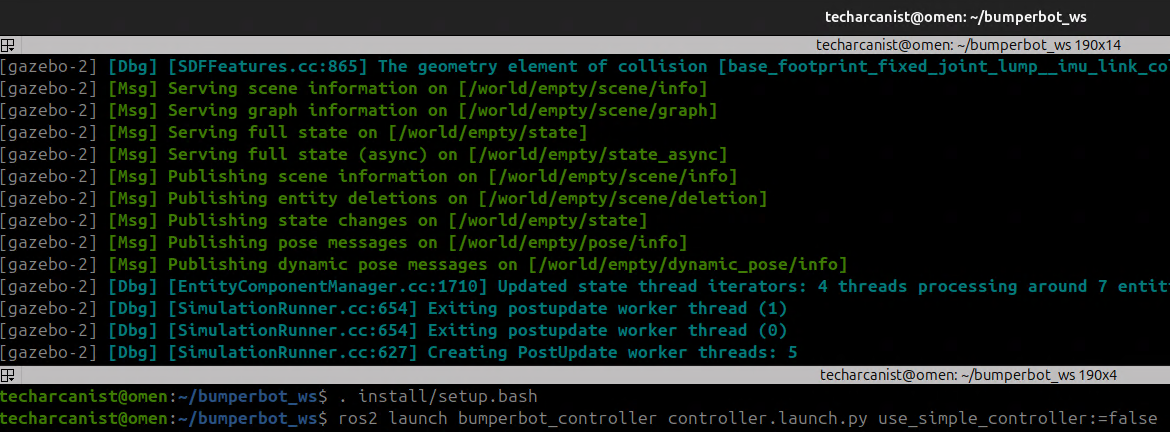 techarcanist@omen: ~/bumperbot_ws
techarcanist@omen: ~/bumperbot_ws 190x14
[gazebo-2] [Dbg] [SDFFeatures.cc:865] The geometry element of collision [base_footprint_fixed_joint_lump__imu_link_co
[gazebo-2] [Msg] Serving scene information on [/world/empty/scene/info]
[gazebo-2] [Msg] Serving graph information on [/world/empty/scene/graph]
[gazebo-2] [Msg] Serving full state on [/world/empty/state]
[gazebo-2] [Msg] Serving full state (async) on [/world/empty/state_async]
[gazebo-2] [Msg] Publishing scene information on [/world/empty/scene/info]
[gazebo-2] [Msg] Publishing entity deletions on [/world/empty/scene/deletion]
[gazebo-2] [Msg] Publishing state changes on [/world/empty/state]
[gazebo-2] [Msg] Publishing pose messages on [/world/empty/pose/info]
[gazebo-2] [Msg] Publishing dynamic pose messages on [/world/empty/dynamic_pose/info]
[gazebo-2] [Dbg] [EntityComponentManager.cc:1710] Updated state thread iterators: 4 threads processing around 7 entit
[gazebo-2] [Dbg] [SimulationRunner.cc:654] Exiting postupdate worker thread (1)
[gazebo-2] [Dbg] [SimulationRunner.cc:654] Exiting postupdate worker thread (0)
[gazebo-2] [Dbg] [SimulationRunner.cc:627] Creating PostUpdate worker threads: 5
techarcanist@omen: ~/bumperbot_ws 190x4
techarcanist@omen:~/bumperbot_ws$ . install/setup.bash
techarcanist@omen:~/bumperbot_ws$ ros2 launch bumperbot_controller controller.launch.py use_simple_controller:=false